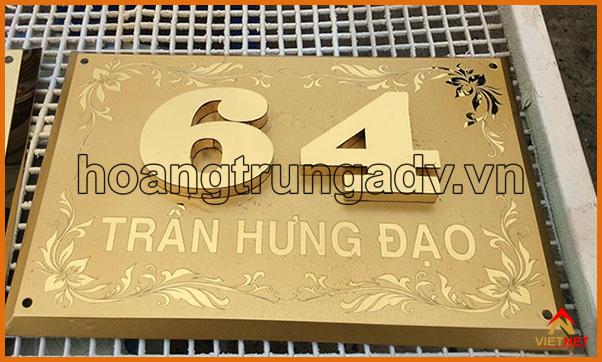 64
hoangtrungadv.vn
TRẦN HƯNG ĐẠO
VIETNET